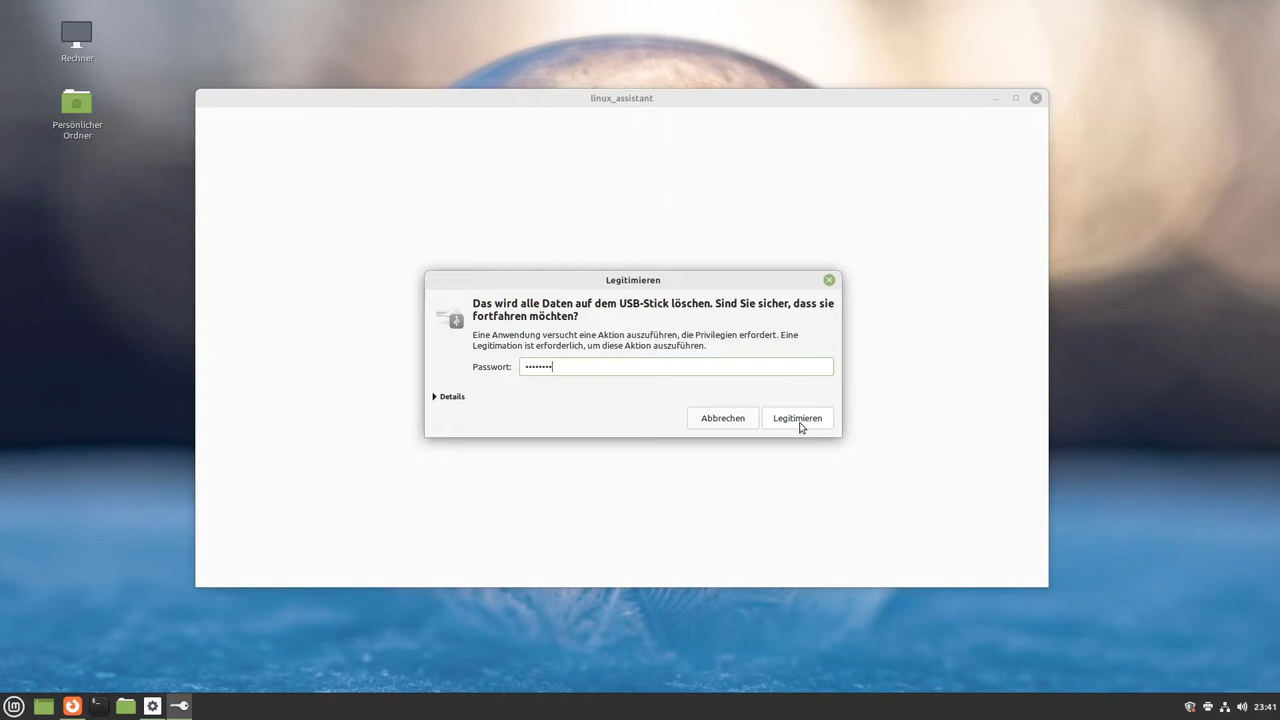 Rechner
Persönlicher
Ordner
linux_assistant
Legitimieren
Das wird alle Daten auf dem USB-Stick löschen. Sind Sie sicher, dass sie
fortfahren möchten?
Eine Anwendung versucht eine Aktion auszuführen, die Privilegien erfordert. Eine
Legitimation ist erforderlich, um diese Aktion auszuführen.
Passwort: ••••••••
Details
Abbrechen
Legitimieren
23:41